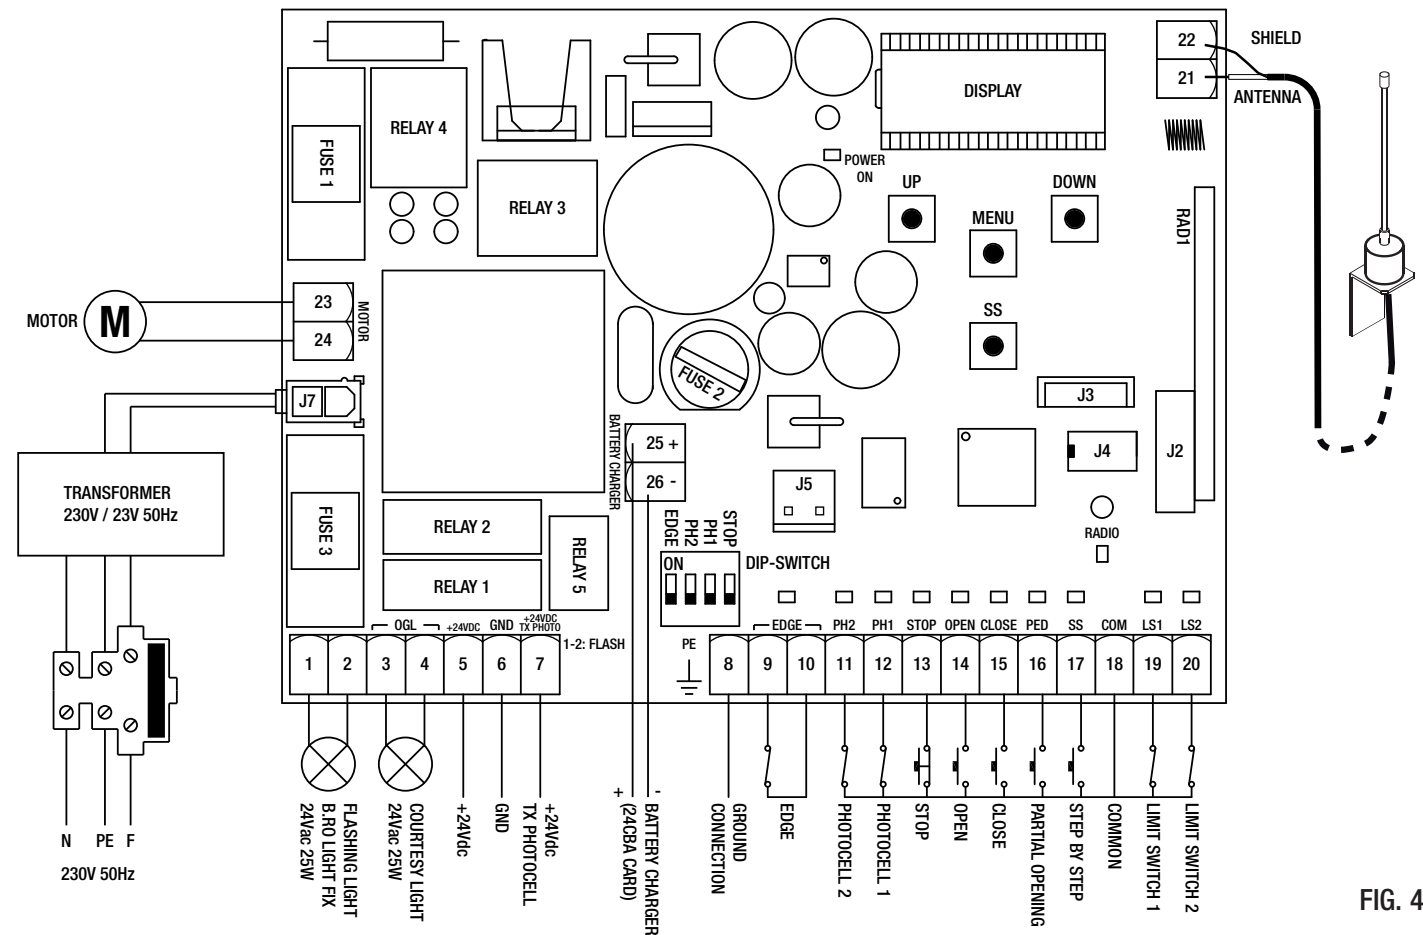 22
SHIELD
21
ANTENNA
DISPLAY
RELAY 4
FUSE 1
POWER
ON
UP
DOWN
MENU
RELAY 3
RAD1
SS
23
24
MOTOR
MOTOR
M
J7
FUSE 2
J3
J4
J2
J5
BATTERY CHARGER
25 +
26 -
TRANSFORMER
230V / 23V 50Hz
FUSE 3
RELAY 2
RELAY 1
RELAY 5
EDGE
PH2
PH1
STOP
ON
DIP-SWITCH
RADIO
OGL
+24VDC
GND
+24VDC
TX PHOTO
1-2: FLASH
PE
EDGE
PH2
PH1
STOP
OPEN
CLOSE
PED
SS
COM
LS1
LS2
1
2
3
4
5
6
7
8
9
10
11
12
13
14
15
16
17
18
19
20
N
PE
F
230V 50Hz
FLASHING LIGHT
B.RO LIGHT FIX
24Vac 25W
COURTESY LIGHT
24Vac 25W
+24Vdc
GND
+24Vdc
TX PHOTOCELL
+
-
BATTERY CHARGER
(24CBA CARD)
GROUND
CONNECTION
EDGE
PHOTOCELL 2
PHOTOCELL 1
STOP
OPEN
CLOSE
PARTIAL OPENING
STEP BY STEP
COMMON
LIMIT SWITCH 1
LIMIT SWITCH 2
FIG. 4